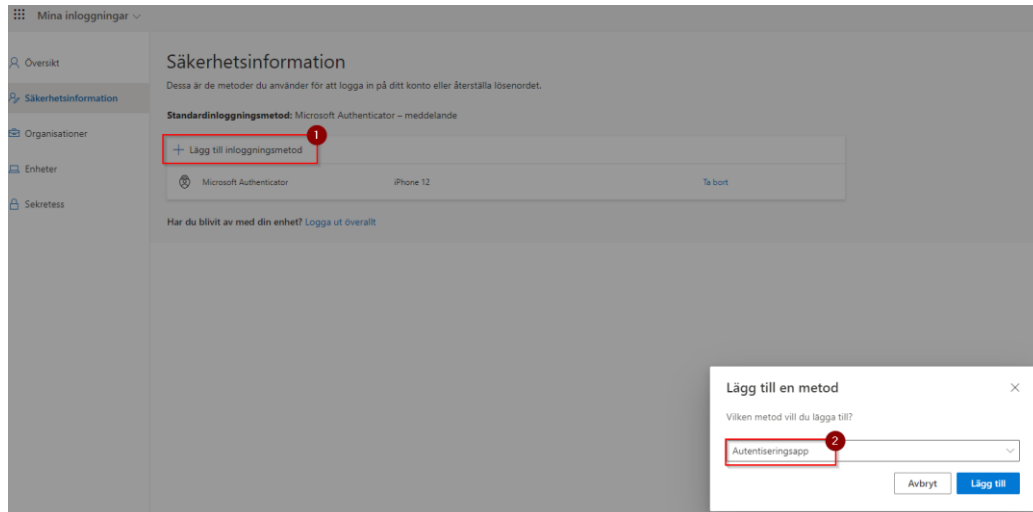 Mina inloggningar
Översikt
Säkerhetsinformation
Organisationer
Enheter
Sekretess
Säkerhetsinformation
Dessa är de metoder du använder för att logga in på ditt konto eller återställa lösenordet.
Standardinloggningsmetod: Microsoft Authenticator – meddelande
1
+ Lägg till inloggningsmetod
Microsoft Authenticator iPhone 12 Ta bort
Har du blivit av med din enhet? Logga ut överallt
Lägg till en metod
Vilken metod vill du lägga till?
2
Autentiseringsapp
Avbryt Lägg till